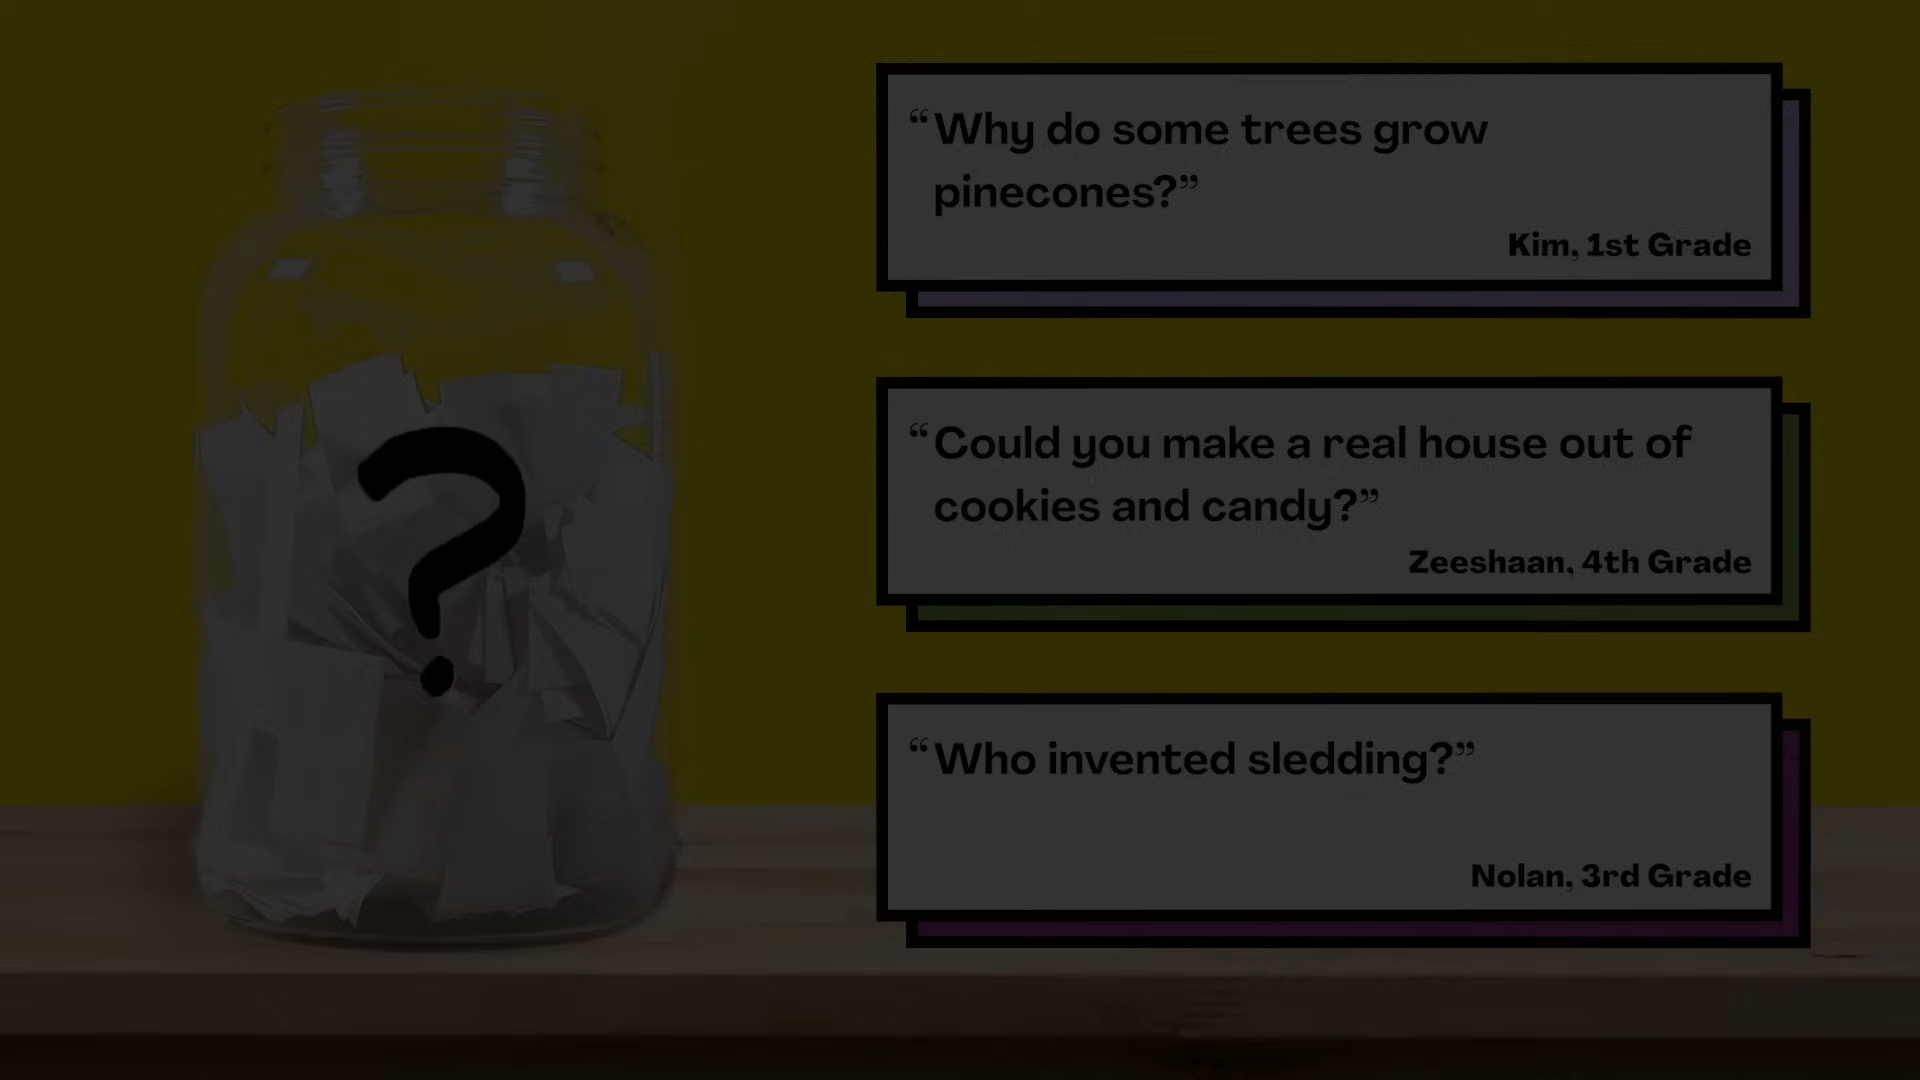 “Why do some trees grow
pinecones?”
Kim, 1st Grade
“Could you make a real house out of
cookies and candy?”
Zeeshaan, 4th Grade
“Who invented sledding?”
Nolan, 3rd Grade
?